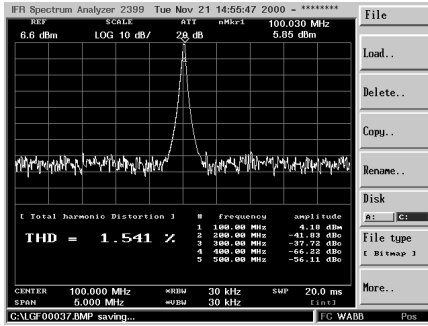 IFR Spectrum Analyzer 2399 Tue Nov 21 14:55:47 2000 - ********
REF SCALE ATT nMkr1 100.030 MHz
6.6 dBm LOG 10 dB/ 20 dB 5.85 dBm
1
[ Total harmonic Distortion ] # frequency amplitude
THD = 1.541 %
1 100.00 MHz 4.18 dBm
2 200.00 MHz -41.83 dBc
3 300.00 MHz -37.72 dBc
4 400.00 MHz -66.22 dBc
5 500.00 MHz -56.11 dBc
CENTER 100.000 MHz *RBW 30 kHz SWP 20.0 ms
SPAN 5.000 MHz =VBW 30 kHz [int]
C:\LGF00037.BMP saving... FC WABB Pos
File
Load..
Delete..
Copy..
Rename..
Disk
A: C:
File type
[ Bitmap ]
More..